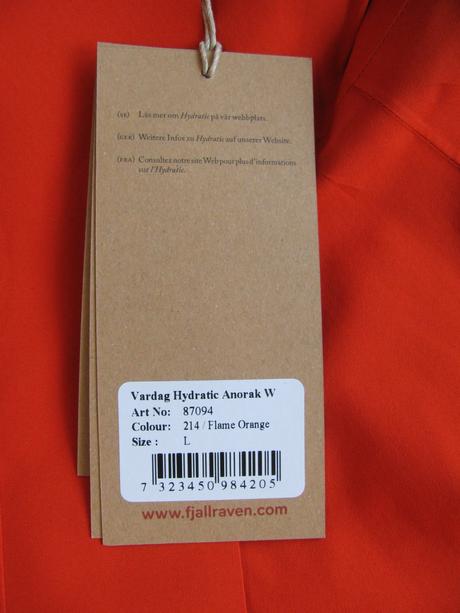 (SE) Läs mer om Hydratic på vår webbplats.
(GER) Weitere Infos zu Hydratic auf unserer Website.
(FRA) Consultez notre site Web pour plus d'informations
sur l'Hydratic.
Vardag Hydratic Anorak W
Art No: 87094
Colour: 214 / Flame Orange
Size : L
7 323450 984205
www.fjallraven.com